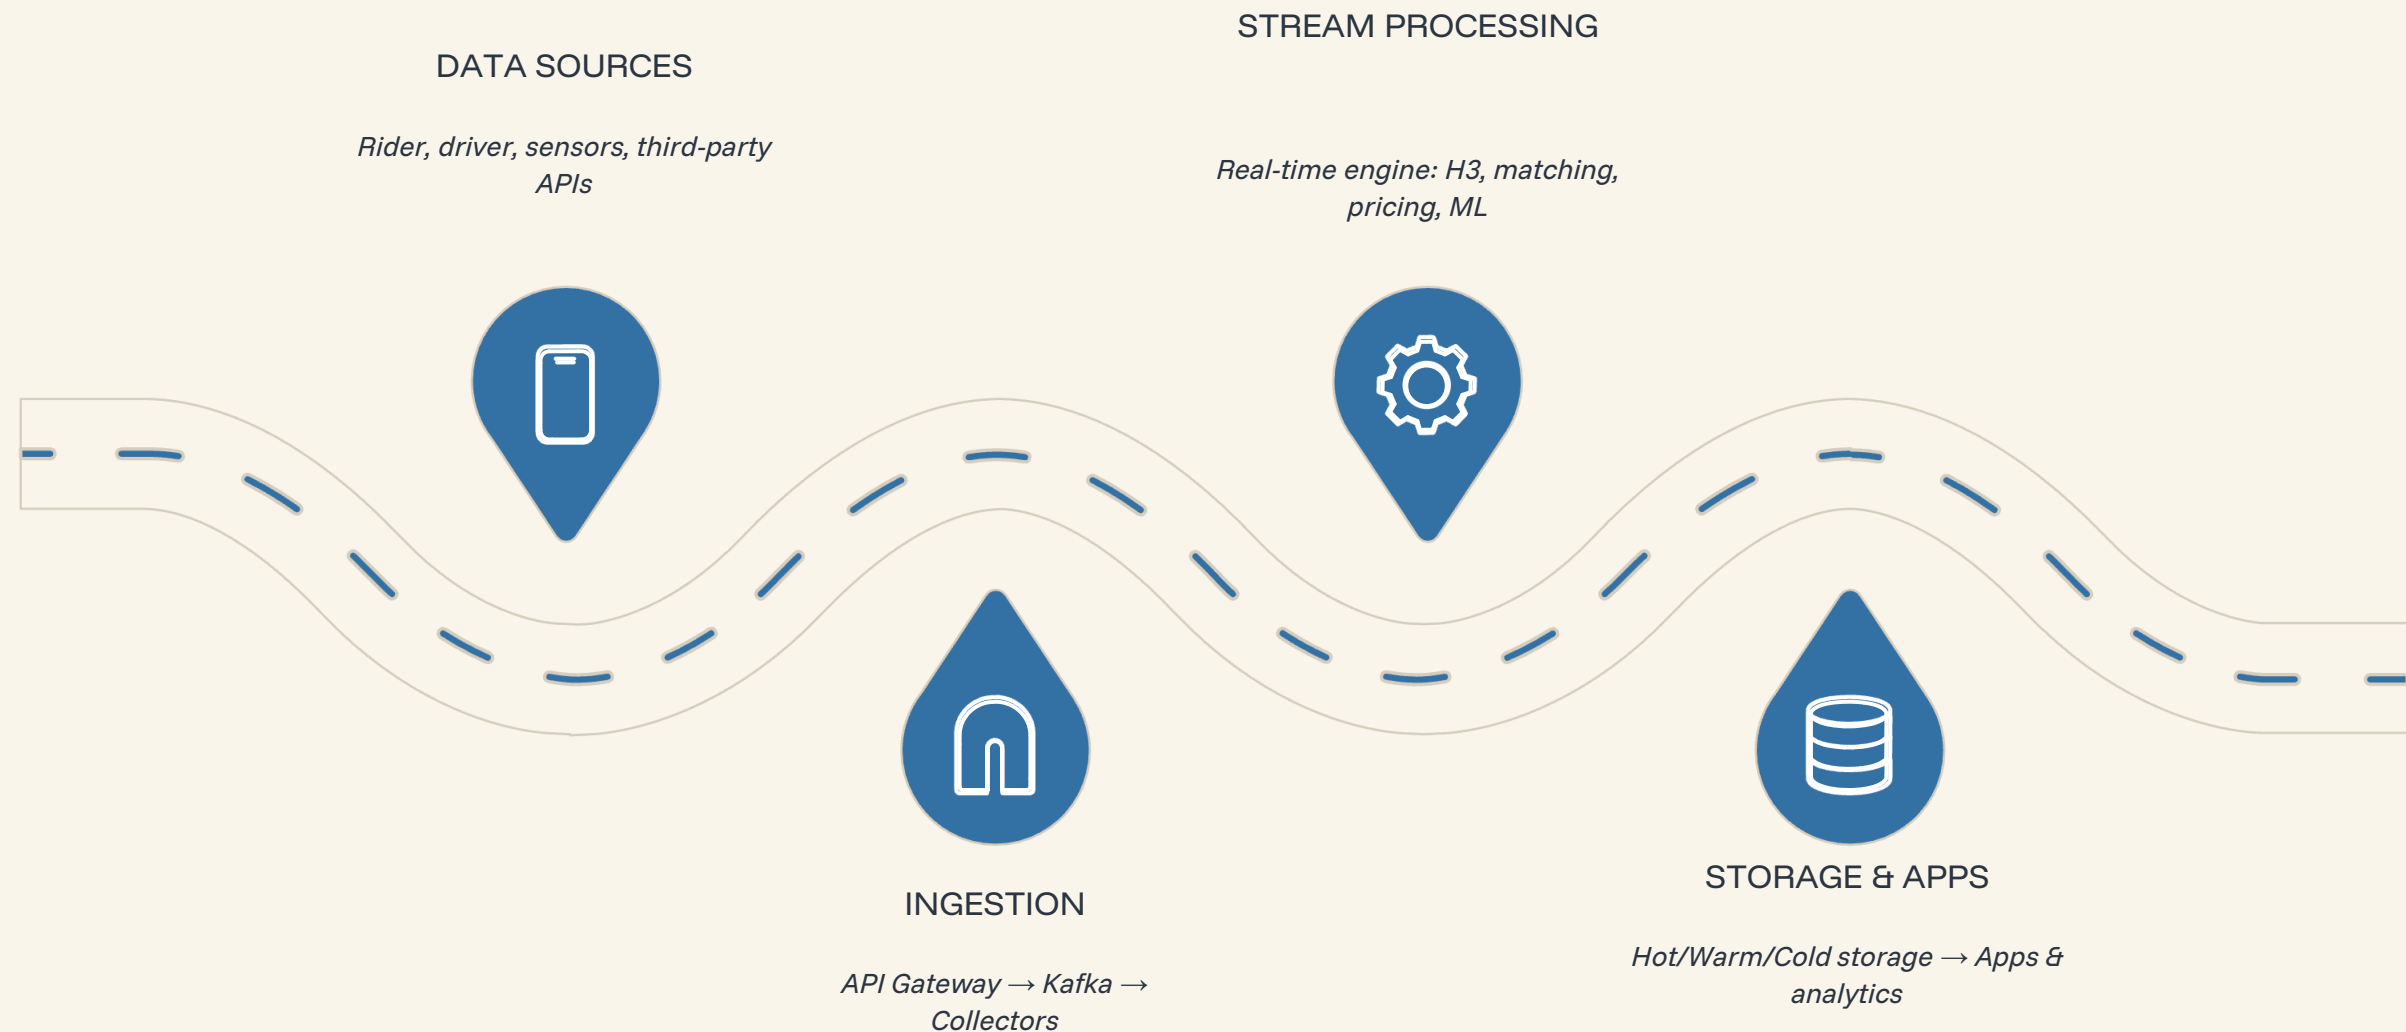 DATA SOURCES
Rider, driver, sensors, third-party
APIs
INGESTION
API Gateway → Kafka →
Collectors
STREAM PROCESSING
Real-time engine: H3, matching,
pricing, ML
STORAGE & APPS
Hot/Warm/Cold storage → Apps &
analytics